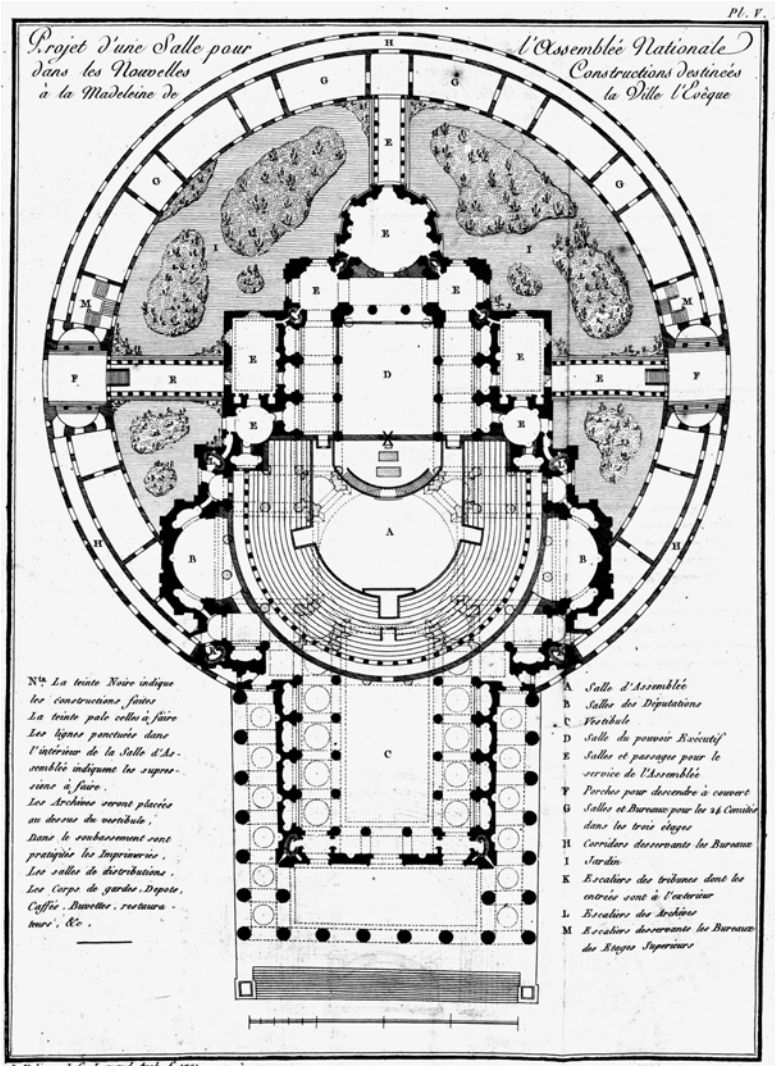 Pl. V.
Projet d'une Salle pour l'Assemblée Nationale
dans les Nouvelles Constructions destinées
à la Madeleine de la Ville l'Evêque
H
G
G
E
G
G
I
E
I
E
E
M
M
E
D
E
F
E
E
F
E
E
X
A
H
B
B
H
C
Nta. La teinte Noire indique
les constructions faites
La teinte pale celles à faire
Les lignes ponctuées dans
l'intérieur de la Salle d'As-
semblée indiquent les supres-
sions à faire.
Les Archives seront placées
au dessus du vestibule.
Dans le soubassement sont
pratiqués les Imprimeries,
Les salles de distributions,
Les Corps de gardes, Depots,
Caffés, Buvettes, restaura-
teurs, &c.
A Salle d'Assemblée
B Salles des Députations
C Vestibule
D Salle du pouvoir Exécutif
E Salles et passages pour le
service de l'Assemblée
F Porches pour descendre à couvert
G Salles et Bureaux pour les 24 Comités
dans les trois étages
H Corridors desservants les Bureaux
I Jardin
K Escaliers des tribunes dont les
entrées sont à l'exterieur
L Escaliers des Archives
M Escaliers desservants les Bureaux
des Etages Superieurs